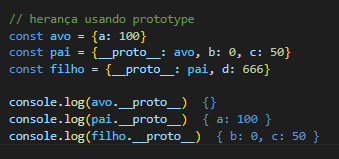 // herança usando prototype
const avo = {a: 100}
const pai = {__proto__: avo, b: 0, c: 50}
const filho = {__proto__: pai, d: 666}
console.log(avo.__proto__) {}
console.log(pai.__proto__) { a: 100 }
console.log(filho.__proto__) { b: 0, c: 50 }